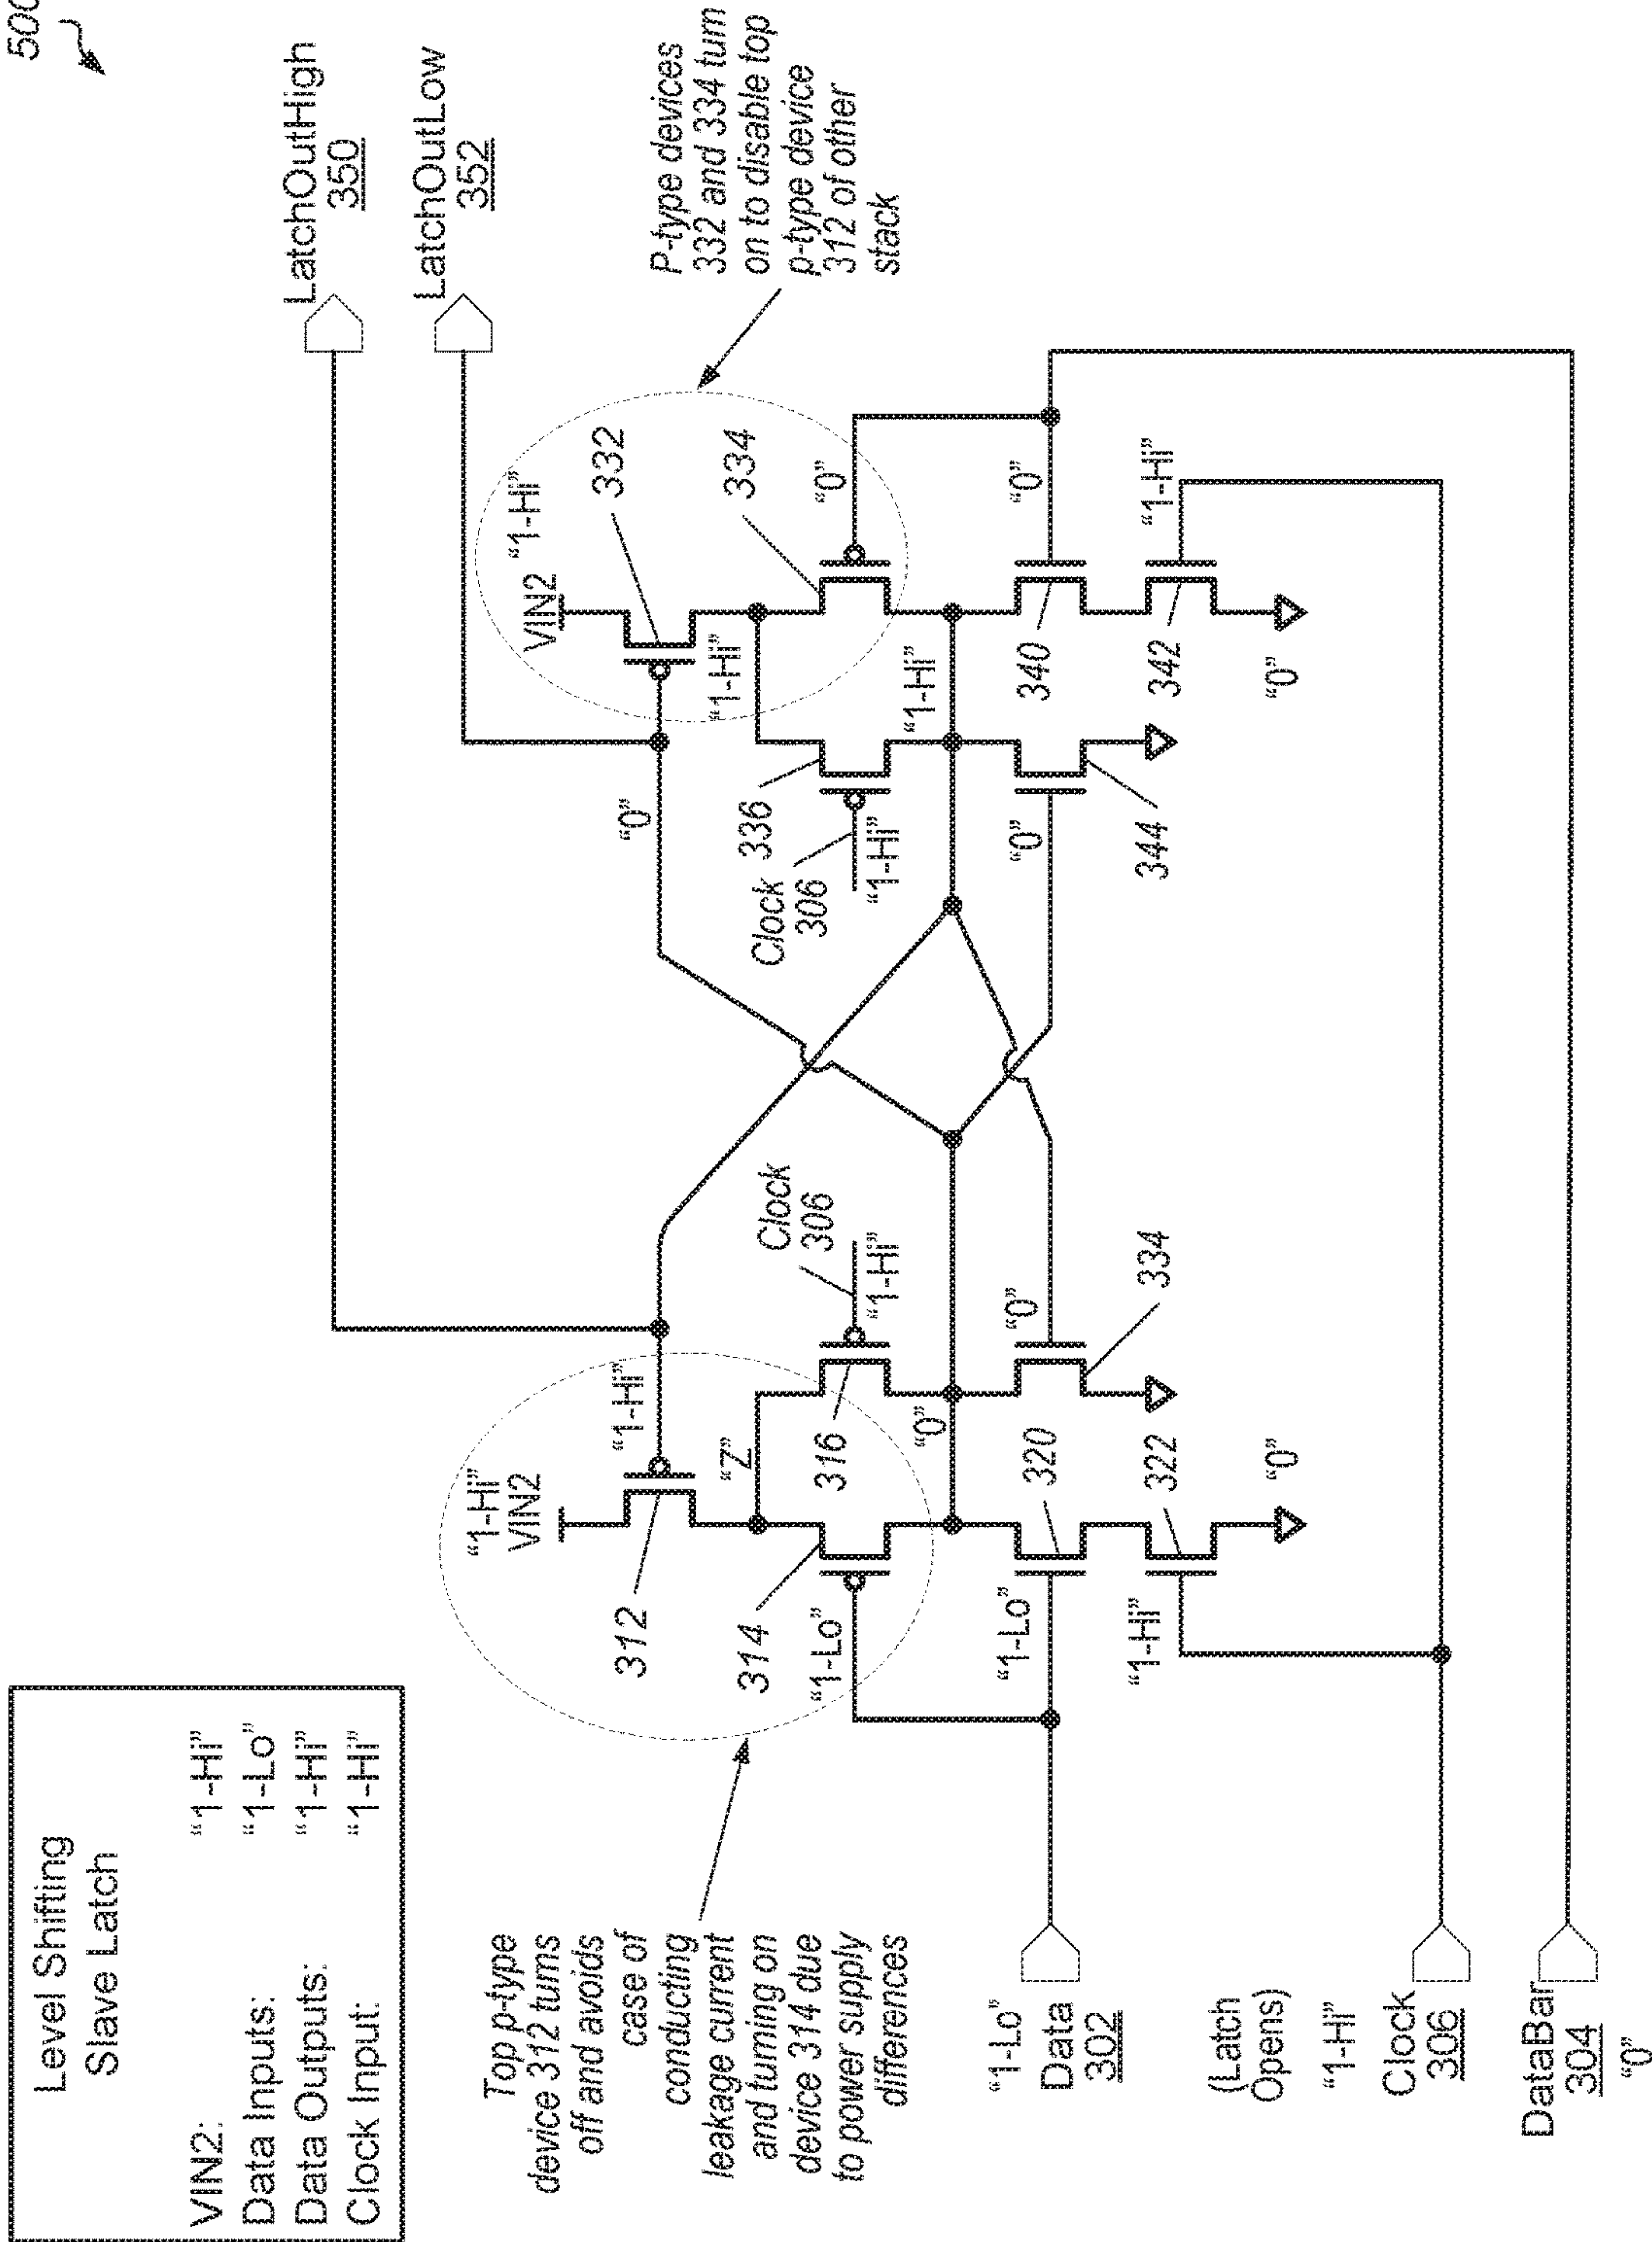 500
Level Shifting
Slave Latch
VIN2: "1-Hi"
Data Inputs: "1-Lo"
Data Outputs: "1-Hi"
Clock Input: "1-Hi"
LatchOutHigh
350
LatchOutLow
352
Top p-type
device 312 turns
off and avoids
case of
conducting
leakage current
and turning on
device 314 due
to power supply
differences
P-type devices
332 and 334 turn
on to disable top
p-type device
312 of other
stack
"1-Hi"
VIN2
312
"1-Hi"
"Z"
314
"1-Lo"
316
Clock
306
"1-Hi"
"0"
"1-Lo"
320
"0"
334
"1-Hi"
322
"0"
VIN2 "1-Hi"
332
"0"
"1-Hi"
334
336
Clock
306
"1-Hi"
"0"
"1-Hi"
"0"
340
"0"
344
342
"1-Hi"
"0"
"1-Lo"
Data
302
(Latch
Opens)
"1-Hi"
Clock
306
DataBar
304
"0"